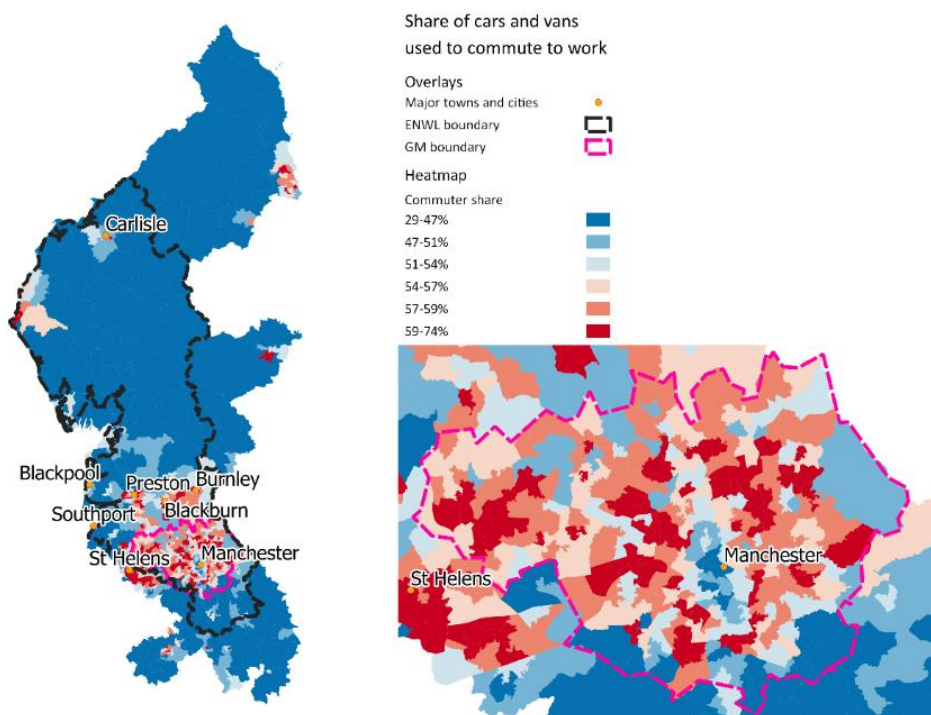 Share of cars and vans
used to commute to work
Overlays
Major towns and cities
ENWL boundary
GM boundary
Heatmap
Commuter share
29-47%
47-51%
51-54%
54-57%
57-59%
59-74%
Carlisle
Blackpool
Preston
Burnley
Southport
Blackburn
St Helens
Manchester
Manchester
St Helens